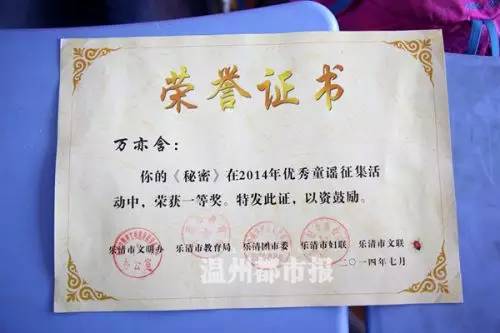 荣誉证书
万亦含：
你的《秘密》在2014年优秀童谣征集活
动中，荣获一等奖。特发此证，以资鼓励。
乐清市文明办 乐清市教育局 乐清团市委 乐清市妇联 乐清市文联
二〇一四年七月
温州都市报